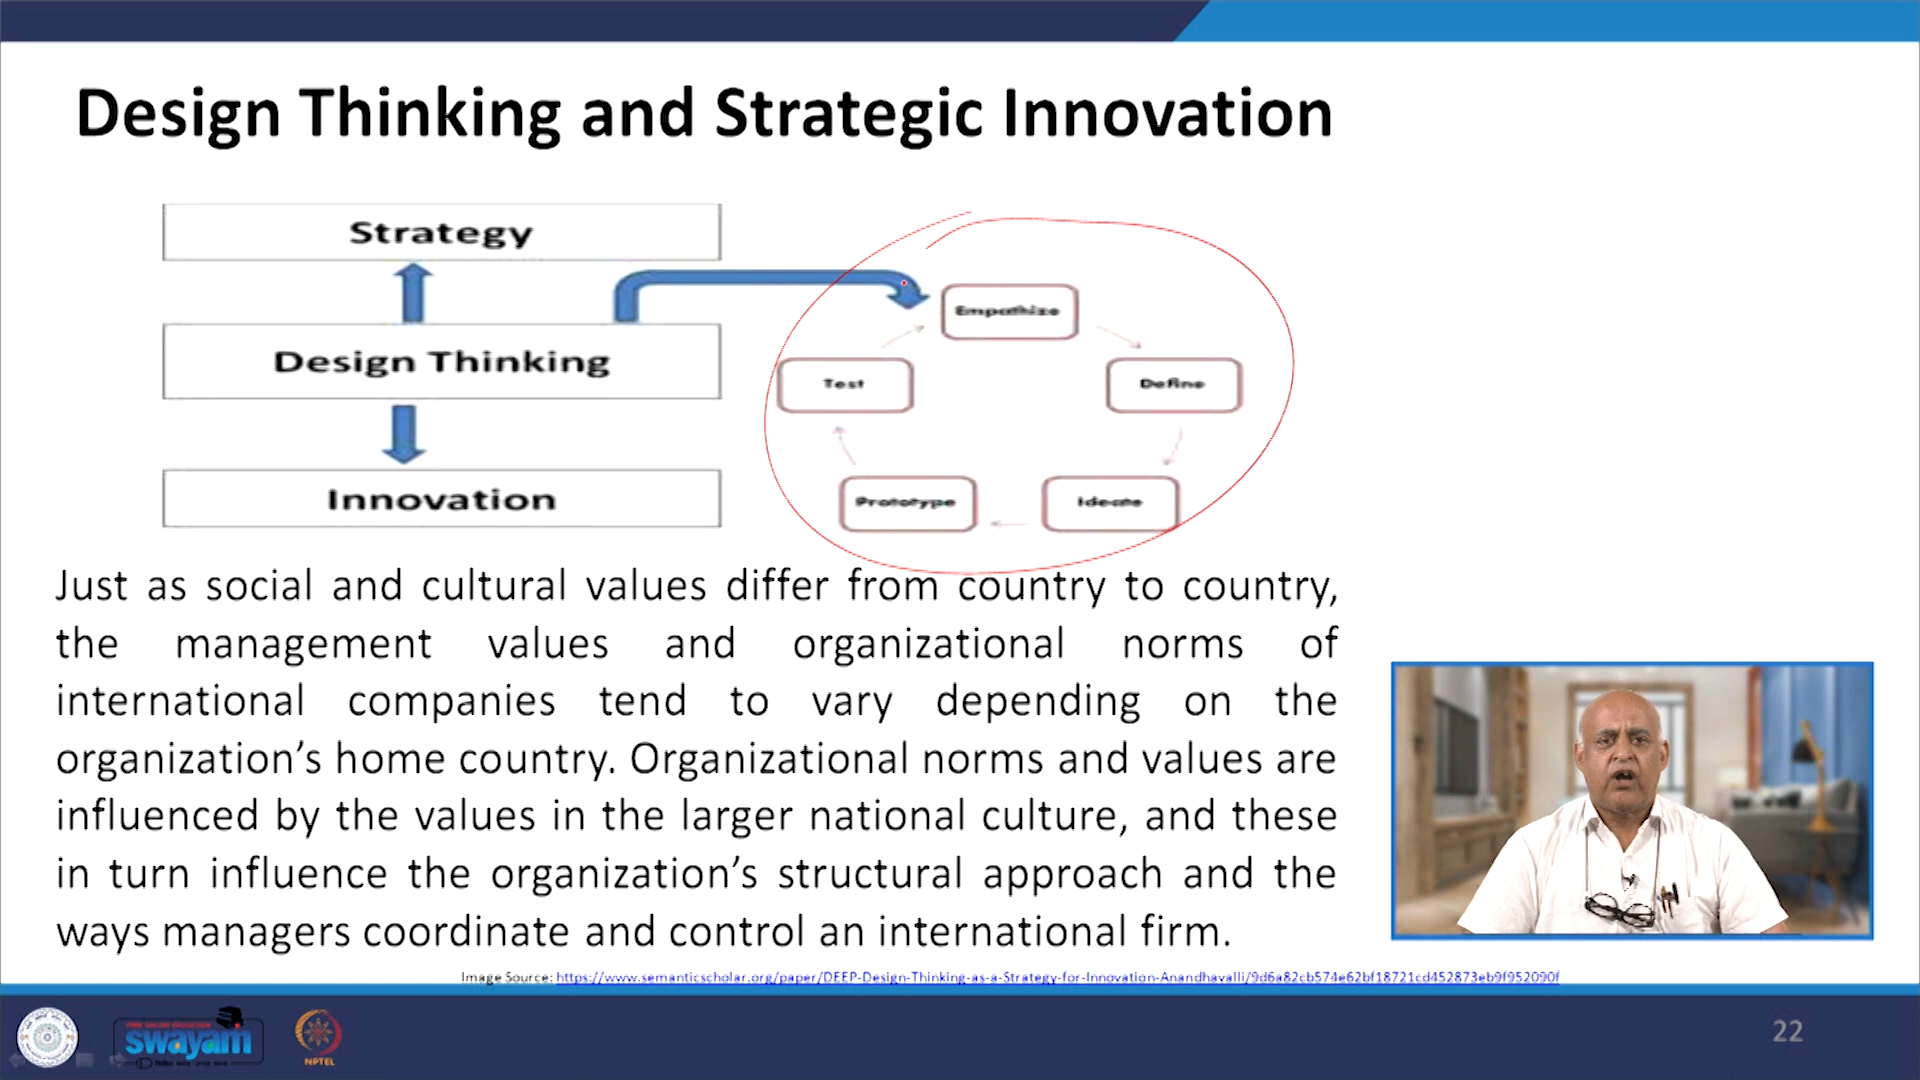 Design Thinking and Strategic Innovation
Strategy
Design Thinking
Innovation
Empathize
Define
Ideate
Prototype
Test
Just as social and cultural values differ from country to country,
the management values and organizational norms of
international companies tend to vary depending on the
organization’s home country. Organizational norms and values are
influenced by the values in the larger national culture, and these
in turn influence the organization’s structural approach and the
ways managers coordinate and control an international firm.
Image Source: https://www.semanticscholar.org/paper/DEEP-Design-Thinking-as-a-Strategy-for-Innovation-Anandhavalli/9d6a82cb574e62bf18721cd452873eb9f952090f
swayam
NPTEL
22